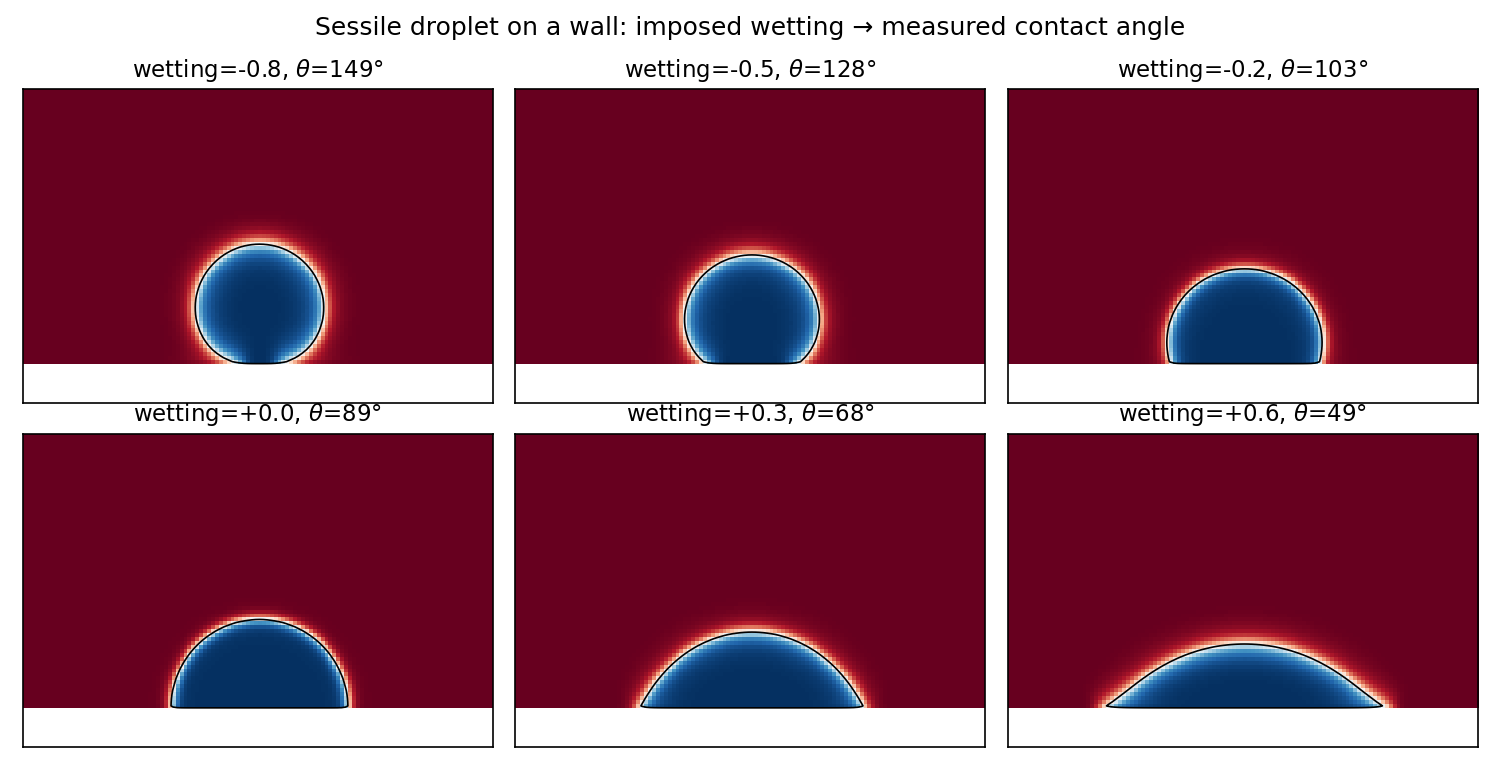 Sessile droplet on a wall: imposed wetting → measured contact angle
wetting=-0.8, θ=149°
wetting=-0.5, θ=128°
wetting=-0.2, θ=103°
wetting=+0.0, θ=89°
wetting=+0.3, θ=68°
wetting=+0.6, θ=49°